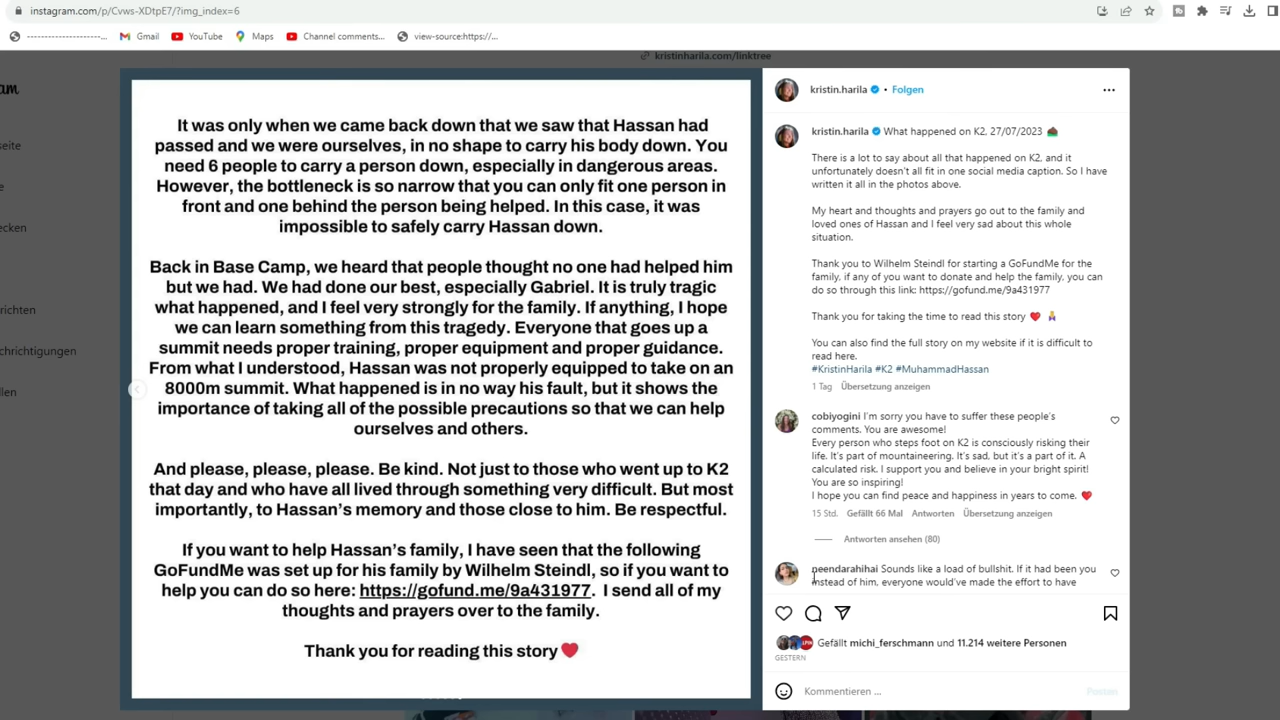 instagram.com/p/Cvws-XDtpE7/?img_index=6
Gmail
YouTube
Maps
Channel comments...
view-source:https://...
kristinharila.com/linktree
It was only when we came back down that we saw that Hassan had
passed and we were ourselves, in no shape to carry his body down. You
need 6 people to carry a person down, especially in dangerous areas.
However, the bottleneck is so narrow that you can only fit one person in
front and one behind the person being helped. In this case, it was
impossible to safely carry Hassan down.
Back in Base Camp, we heard that people thought no one had helped him
but we had. We had done our best, especially Gabriel. It is truly tragic
what happened, and I feel very strongly for the family. If anything, I hope
we can learn something from this tragedy. Everyone that goes up a
summit needs proper training, proper equipment and proper guidance.
From what I understood, Hassan was not properly equipped to take on an
8000m summit. What happened is in no way his fault, but it shows the
importance of taking all of the possible precautions so that we can help
ourselves and others.
And please, please, please. Be kind. Not just to those who went up to K2
that day and who have all lived through something very difficult. But most
importantly, to Hassan's memory and those close to him. Be respectful.
If you want to help Hassan's family, I have seen that the following
GoFundMe was set up for his family by Wilhelm Steindl, so if you want to
help you can do so here: https://gofund.me/9a431977. I send all of my
thoughts and prayers over to the family.
Thank you for reading this story
kristin.harila • Folgen
kristin.harila What happened on K2, 27/07/2023
There is a lot to say about all that happened on K2, and it
unfortunately doesn't all fit in one social media caption. So I have
written it all in the photos above.
My heart and thoughts and prayers go out to the family and
loved ones of Hassan and I feel very sad about this whole
situation.
Thank you to Wilhelm Steindl for starting a GoFundMe for the
family, if any of you want to donate and help the family, you can
do so through this link: https://gofund.me/9a431977
Thank you for taking the time to read this story
You can also find the full story on my website if it is difficult to
read here.
#KristinHarila #K2 #MuhammadHassan
1 Tag Übersetzung anzeigen
cobiyogini I'm sorry you have to suffer these people's
comments. You are awesome!
Every person who steps foot on K2 is consciously risking their
life. It's part of mountaineering. It's sad, but it's a part of it. A
calculated risk. I support you and believe in your bright spirit!
You are so inspiring!
I hope you can find peace and happiness in years to come.
15 Std. Gefällt 66 Mal Antworten Übersetzung anzeigen
Antworten ansehen (80)
neendarahihai Sounds like a load of bullshit. If it had been you
instead of him, everyone would've made the effort to have
Gefällt michi_ferschmann und 11.214 weitere Personen
GESTERN
Kommentieren ...
Posten
am
seite
e
ecken
richten
chrichtigungen
llen